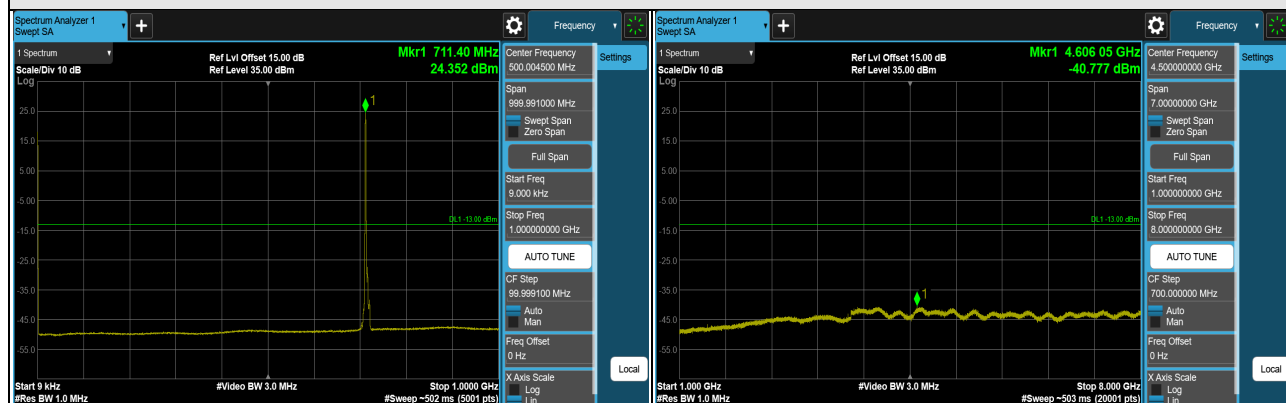 Spectrum Analyzer 1
Swept SA
+
Frequency
1 Spectrum
Scale/Div 10 dB
Log
Ref Lvl Offset 15.00 dB
Ref Level 35.00 dBm
Mkr1 711.40 MHz
24.352 dBm
25.0
15.0
5.00
-5.00
-15.0
-25.0
-35.0
-45.0
-55.0
1
DL1 -13.00 dBm
Start 9 kHz
#Res BW 1.0 MHz
#Video BW 3.0 MHz
Stop 1.0000 GHz
#Sweep ~502 ms (5001 pts)
Center Frequency
500.004500 MHz
Span
999.991000 MHz
Swept Span
Zero Span
Full Span
Start Freq
9.000 kHz
Stop Freq
1.000000000 GHz
AUTO TUNE
CF Step
99.999100 MHz
Auto
Man
Freq Offset
0 Hz
X Axis Scale
Log
Lin
Settings
Local
Spectrum Analyzer 1
Swept SA
+
Frequency
1 Spectrum
Scale/Div 10 dB
Log
Ref Lvl Offset 15.00 dB
Ref Level 35.00 dBm
Mkr1 4.606 05 GHz
-40.777 dBm
25.0
15.0
5.00
-5.00
-15.0
-25.0
-35.0
-45.0
-55.0
1
DL1 -13.00 dBm
Start 1.000 GHz
#Res BW 1.0 MHz
#Video BW 3.0 MHz
Stop 8.000 GHz
#Sweep ~503 ms (20001 pts)
Center Frequency
4.50000000 GHz
Span
7.00000000 GHz
Swept Span
Zero Span
Full Span
Start Freq
1.000000000 GHz
Stop Freq
8.000000000 GHz
AUTO TUNE
CF Step
700.000000 MHz
Auto
Man
Freq Offset
0 Hz
X Axis Scale
Log
Lin
Settings
Local